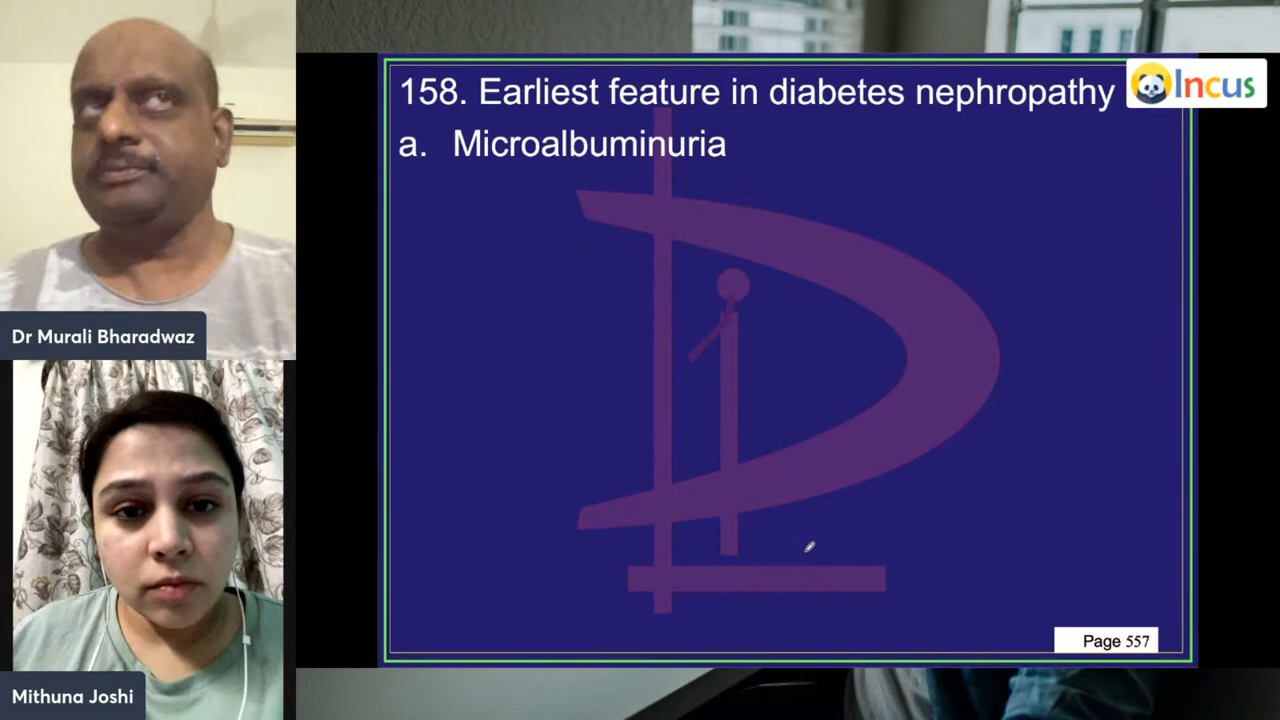 158. Earliest feature in diabetes nephropathy
a. Microalbuminuria
Incus
Dr Murali Bharadwaz
Mithuna Joshi
Page 557